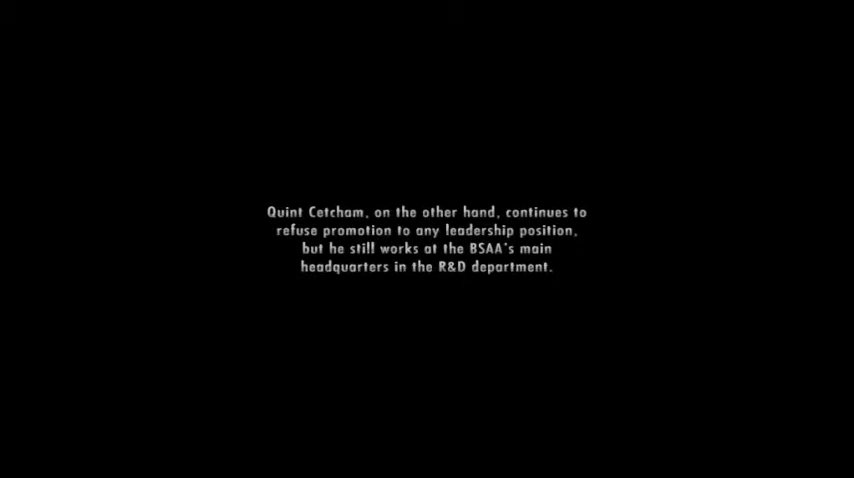 Quint Cetcham, on the other hand, continues to
refuse promotion to any leadership position,
but he still works at the BSAA's main
headquarters in the R&D department.